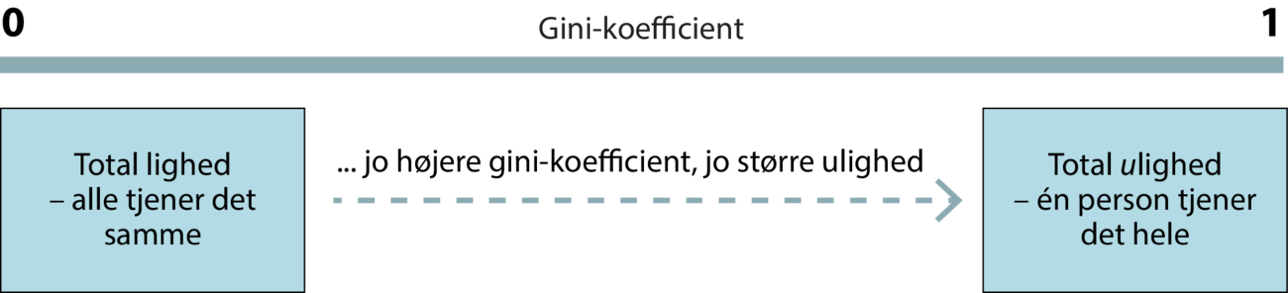 0 Gini-koefficient 1
Total lighed
– alle tjener det
samme
... jo højere gini-koefficient, jo større ulighed
Total ulighed
– én person tjener
det hele